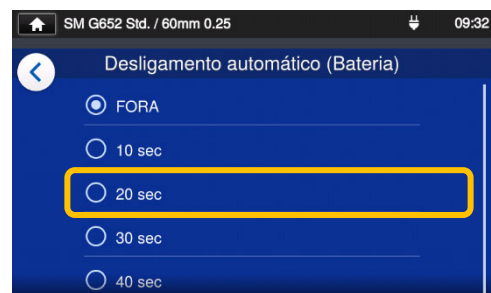 SM G652 Std. / 60mm 0.25 09:32
Desligamento automático (Bateria)
FORA
10 sec
20 sec
30 sec
40 sec